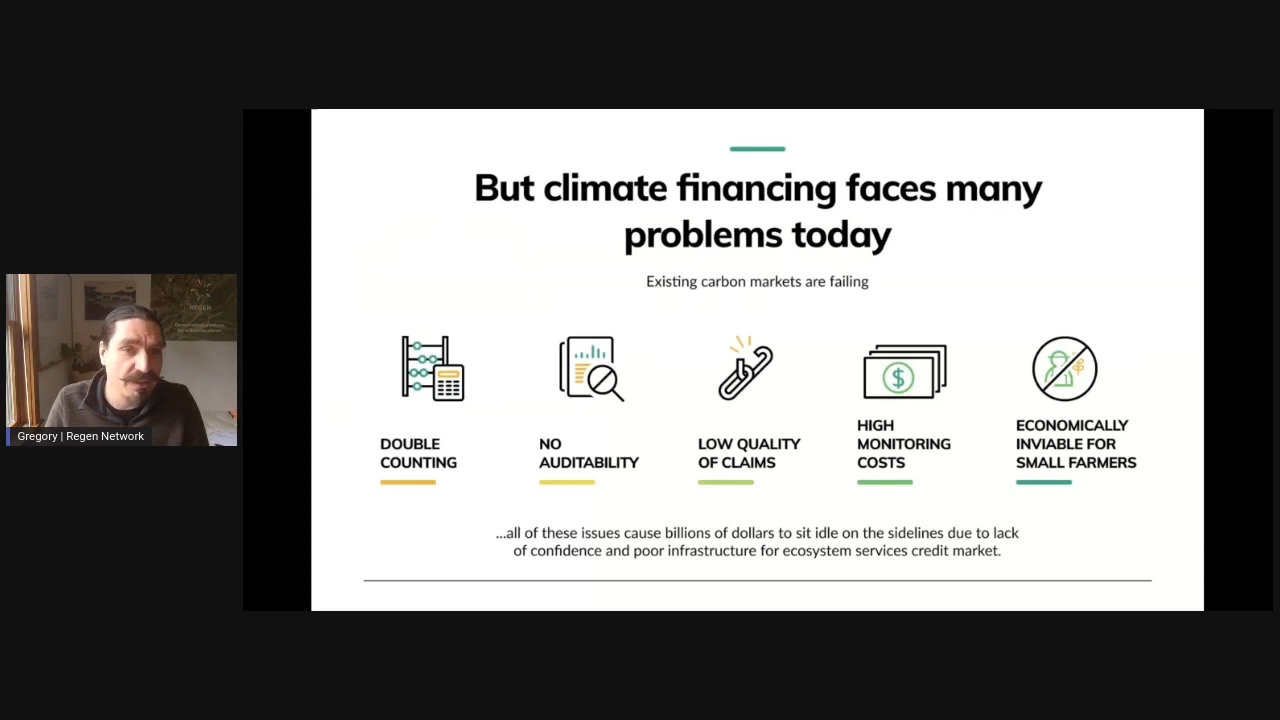 But climate financing faces many
problems today
Existing carbon markets are failing
DOUBLE
COUNTING
NO
AUDITABILITY
LOW QUALITY
OF CLAIMS
HIGH
MONITORING
COSTS
ECONOMICALLY
INVIABLE FOR
SMALL FARMERS
...all of these issues cause billions of dollars to sit idle on the sidelines due to lack
of confidence and poor infrastructure for ecosystem services credit market.
REGEN
Gregory | Regen Network